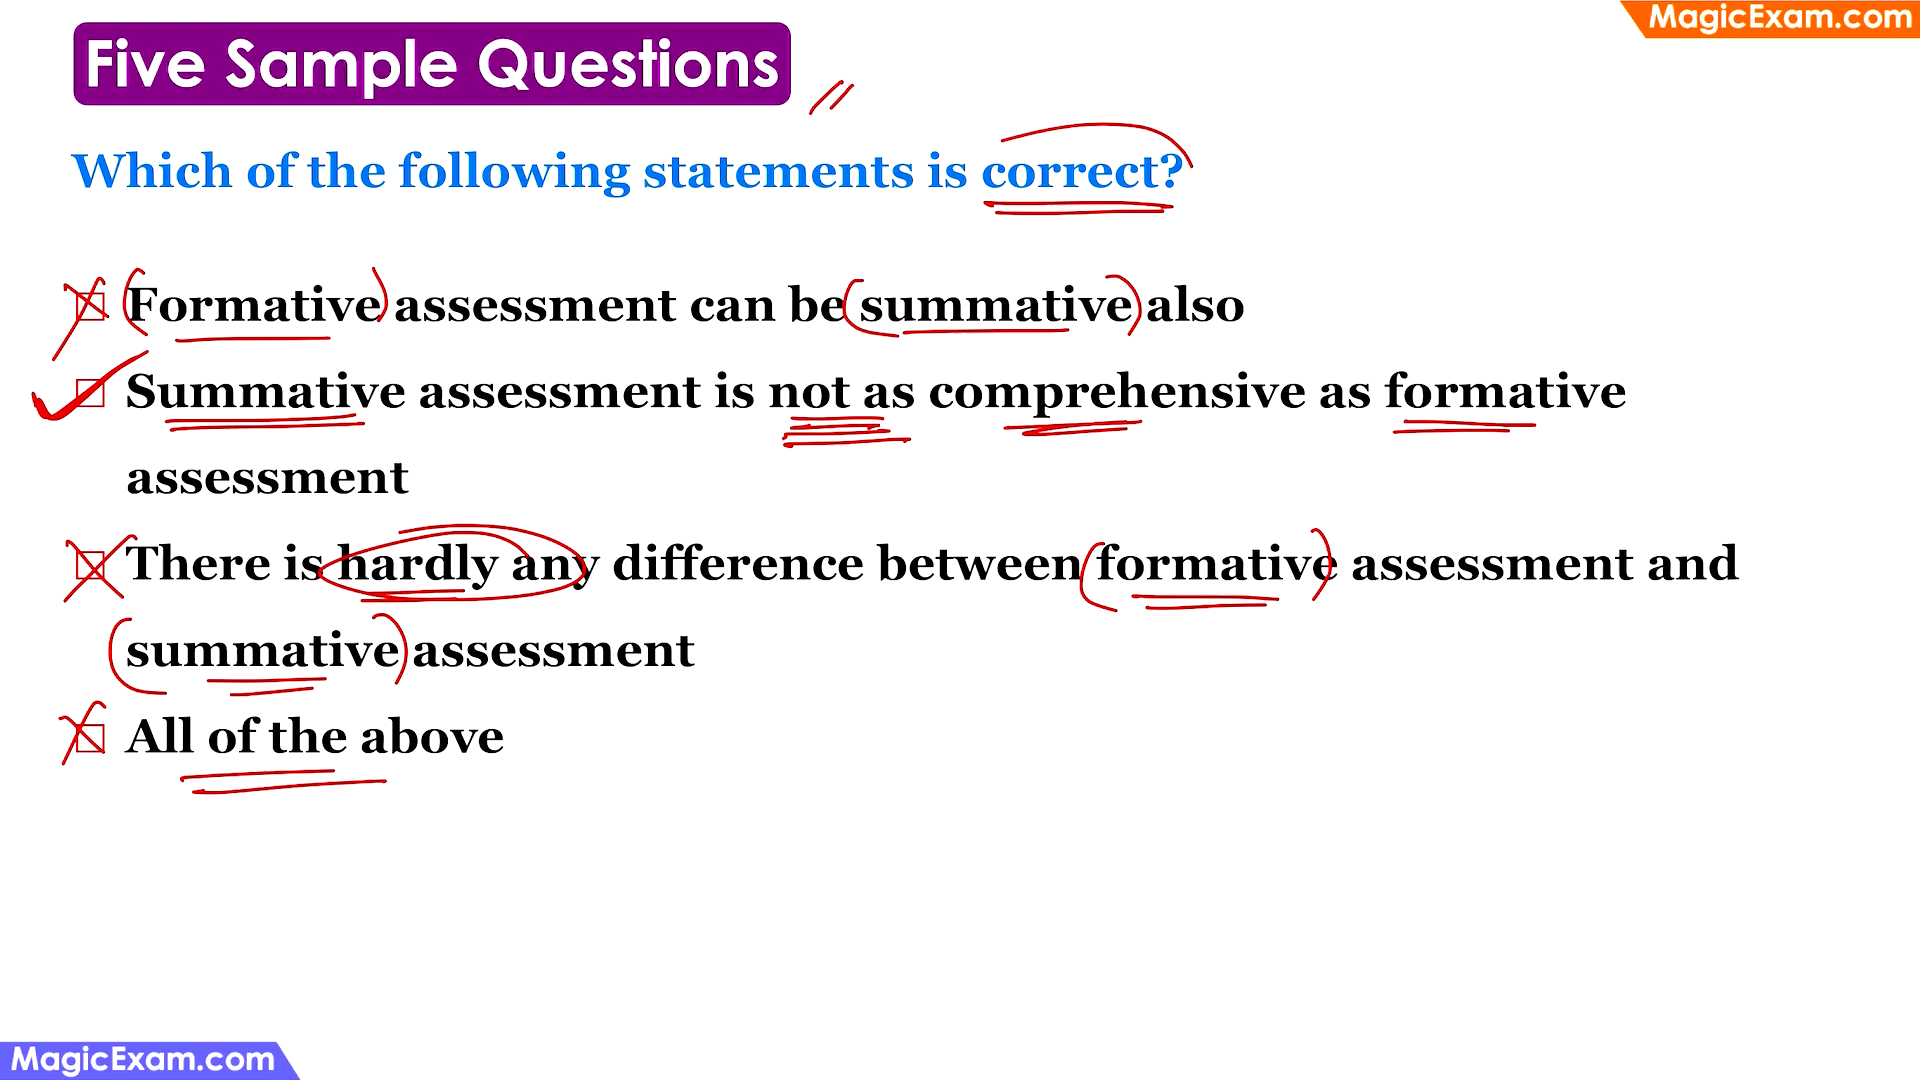 MagicExam.com
Five Sample Questions
Which of the following statements is correct?
Formative assessment can be summative also
Summative assessment is not as comprehensive as formative
assessment
There is hardly any difference between formative assessment and
summative assessment
All of the above
MagicExam.com